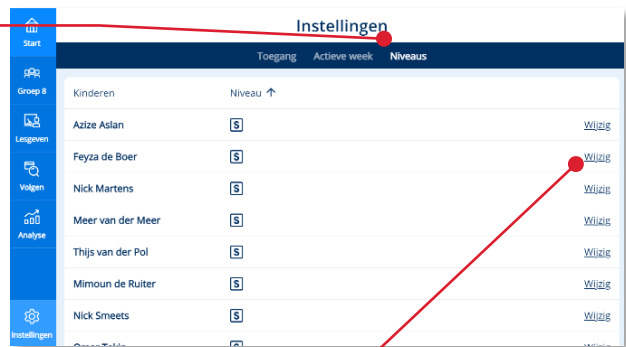 Instellingen
Start
Toegang Actieve week Niveaus
Groep 8
Kinderen Niveau ↑
Lesgeven
Azize Aslan S Wijzig
Feyza de Boer S Wijzig
Volgen
Nick Martens S Wijzig
Meer van der Meer S Wijzig
Analyse
Thijs van der Pol S Wijzig
Mimoun de Ruiter S Wijzig
Nick Smeets S Wijzig
Instellingen